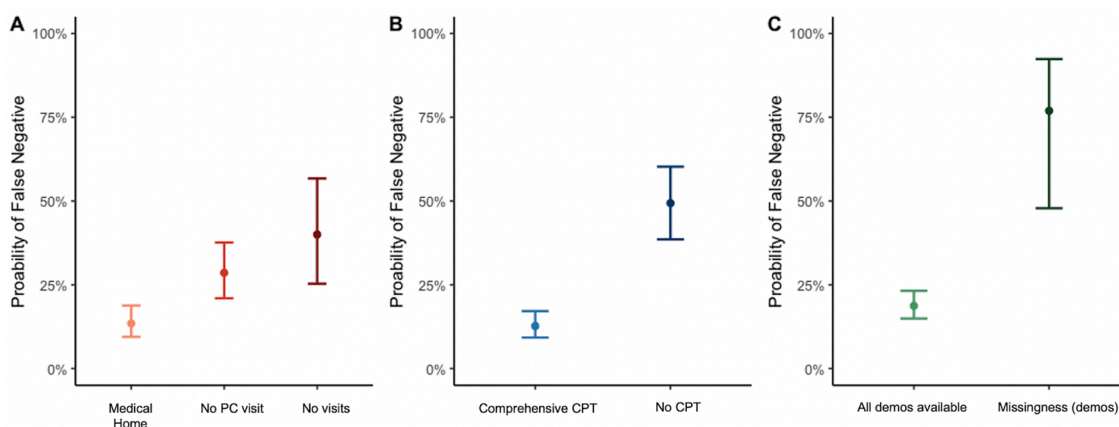 A
Proability of False Negative
100%
75%
50%
25%
0%
Medical
Home
No PC visit
No visits
B
Proability of False Negative
100%
75%
50%
25%
0%
Comprehensive CPT
No CPT
C
Proability of False Negative
100%
75%
50%
25%
0%
All demos available
Missingness (demos)